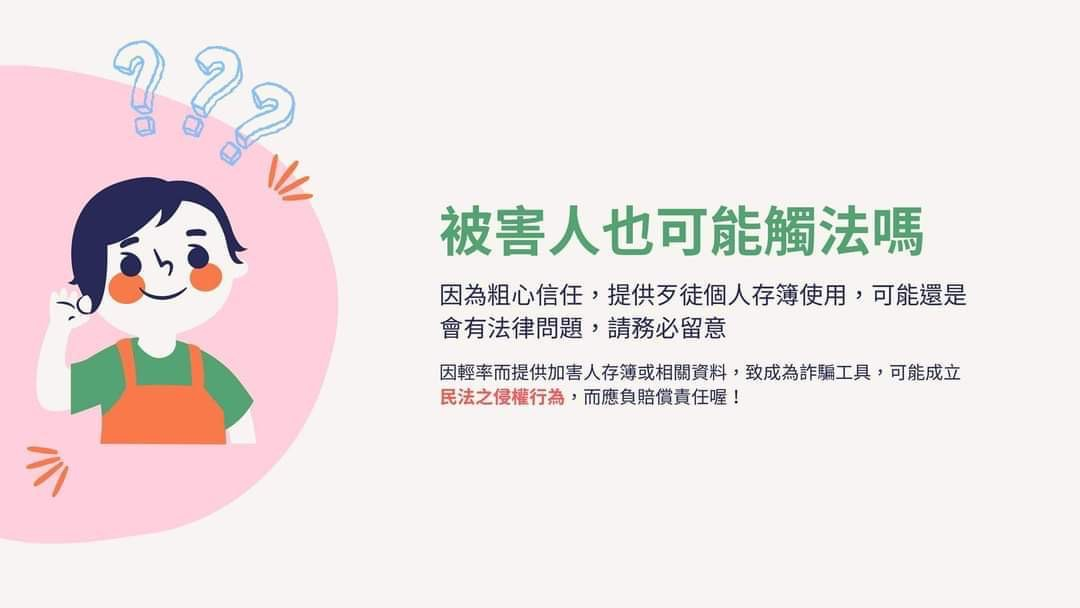 ???
被害人也可能觸法嗎
因為粗心信任，提供歹徒個人存簿使用，可能還是
會有法律問題，請務必留意
因輕率而提供加害人存簿或相關資料，致成為詐騙工具，可能成立
民法之侵權行為，而應負賠償責任喔！